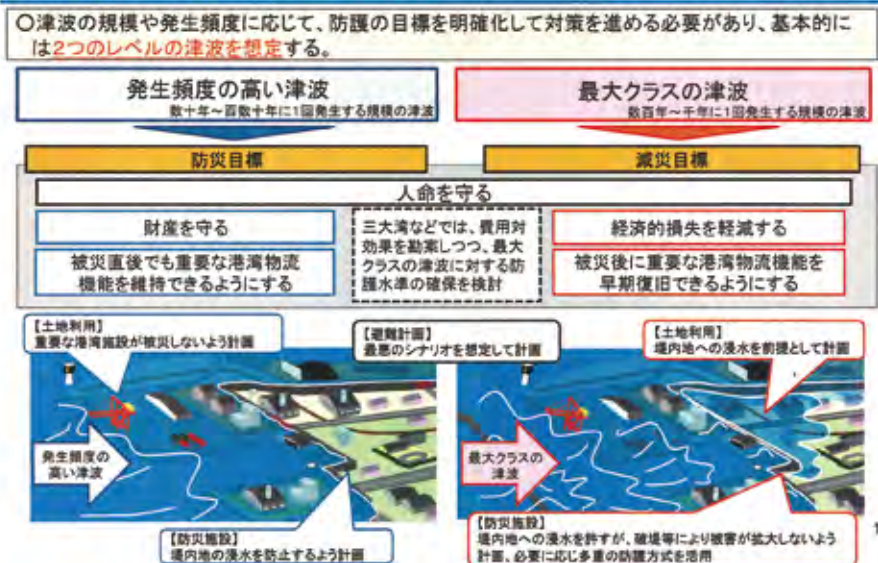 〇津波の規模や発生頻度に応じて、防護の目標を明確化して対策を進める必要があり、基本的に
は2つのレベルの津波を想定する。
発生頻度の高い津波
数十年～百数十年に1回発生する規模の津波
最大クラスの津波
数百年～千年に1回発生する規模の津波
防災目標
減災目標
人命を守る
財産を守る
被災直後でも重要な港湾物流
機能を維持できるようにする
三大湾などでは、費用対
効果を勘案しつつ、最大
クラスの津波に対する防
護水準の確保を検討
経済的損失を軽減する
被災後に重要な港湾物流機能を
早期復旧できるようにする
【土地利用】
重要な港湾施設が被災しないよう計画
【避難計画】
最悪のシナリオを想定して計画
【土地利用】
堤内地への浸水を前提として計画
発生頻度の
高い津波
最大クラスの
津波
【防災施設】
堤内地の浸水を防止するよう計画
【防災施設】
堤内地への浸水を許すが、破堤等により被害が拡大しないよう
計画、必要に応じ多重の防護方式を活用
1